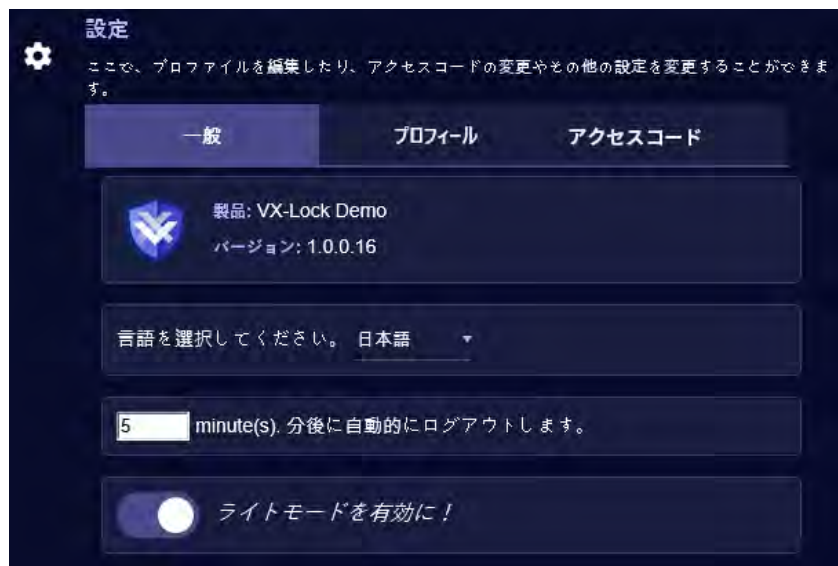 設定
ここで、プロファイルを編集したり、アクセスコードの変更やその他の設定を変更することができま
す。
一般 プロフィール アクセスコード
製品: VX-Lock Demo
バージョン: 1.0.0.16
言語を選択してください。 日本語
5 minute(s). 分後に自動的にログアウトします。
ライトモードを有効に！